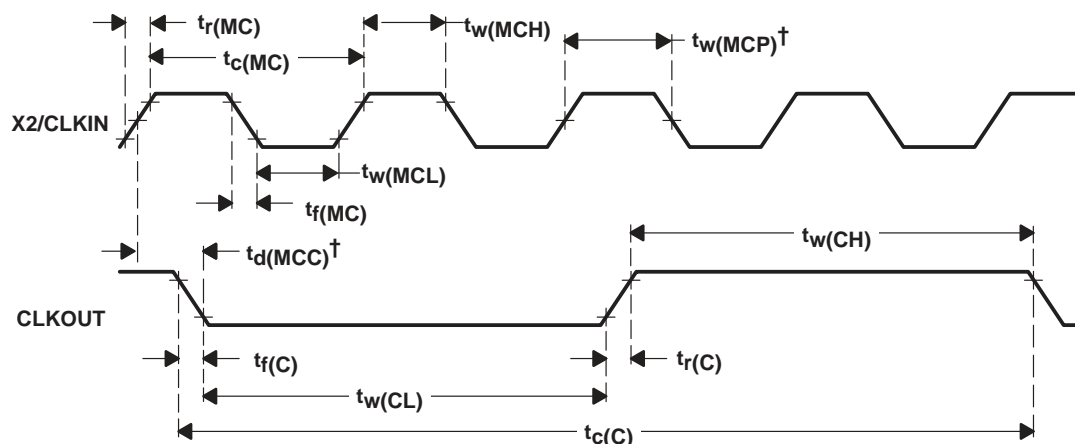 tr(MC)
tw(MCH)
tw(MCP)†
tc(MC)
X2/CLKIN
tw(MCL)
tf(MC)
tw(CH)
td(MCC)†
CLKOUT
tf(C)
tr(C)
tw(CL)
tc(C)